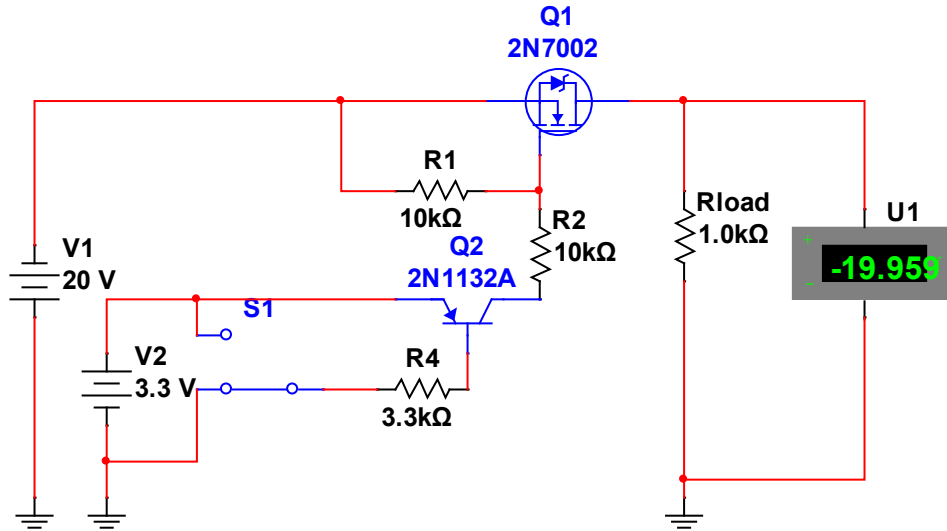 Q1
2N7002
R1
10kΩ
R2
10kΩ
Rload
1.0kΩ
U1
+
-19.959
-
V1
20 V
Q2
2N1132A
S1
V2
3.3 V
R4
3.3kΩ